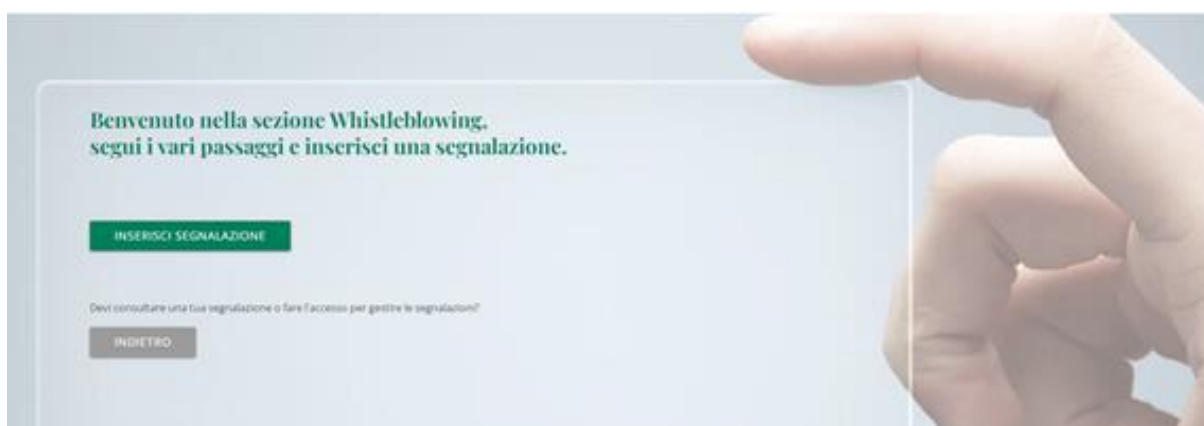 Benvenuto nella sezione Whistleblowing,
segui i vari passaggi e inserisci una segnalazione.
INSERISCI SEGNALAZIONE
Devi consultare una tua segnalazione o fare l'accesso per gestire le segnalazioni?
INDIETRO